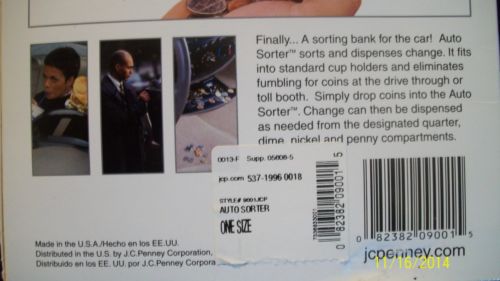 Finally... A sorting bank for the car! Auto
Sorter™ sorts and dispenses change. It fits
into standard cup holders and eliminates
fumbling for coins at the drive through or
toll booth. Simply drop coins into the Auto
Sorter™. Change can then be dispensed
as needed from the designated quarter,
dime, nickel and penny compartments.
0013-F Supp. 05808-5
jcp.com 537-1996 0018
STYLE# 9001JCP
AUTO SORTER
ONE SIZE
0 82382 09001 5
0 82382 09001 5
jcpenney.com
Made in the U.S.A./Hecho en los EE.UU.
Distributed in the U.S. by J.C.Penney Corporation,
Distribuido en los EE. UU. por J.C.Penney Corpora
11/16/2014